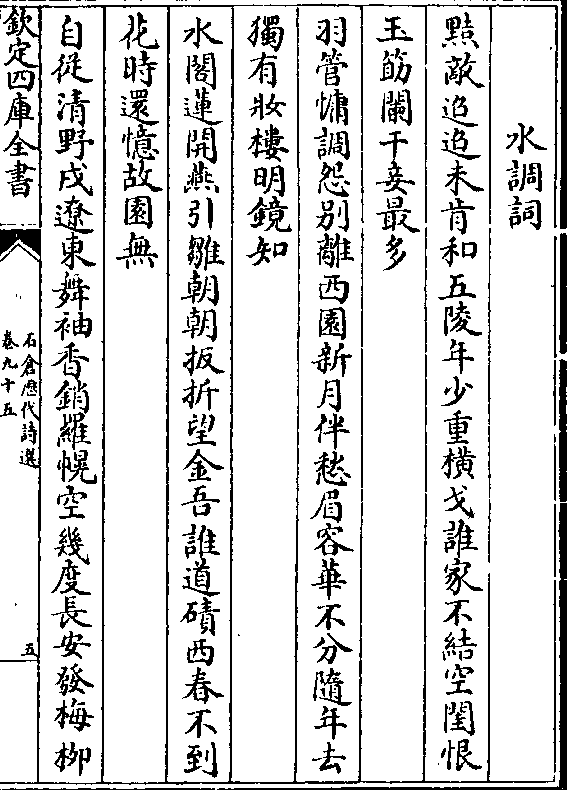 水調詞
黠敵迢迢未肯和五陵年少重橫戈誰家不結空閨恨
玉筯闌干妾最多
羽管慵調怨别離西園新月伴愁眉容華不分隨年去
獨有妝樓明鏡知
水閣蓮開燕引雛朝朝扳折望金吾誰道磧西春不到
花時還憶故園無
自從清野戍遼東舞袖香銷羅幌空幾度長安發梅柳
欽定四庫全書
石倉歷代詩選
卷九十五
五